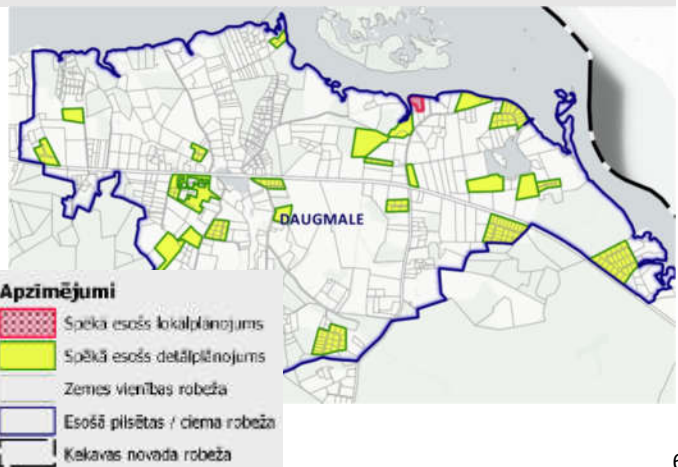 DAUGMALE
Apzīmējumi
Spēkā esošs lokālplānojums
Spēkā esošs detālplānojums
Zemes vienības robeža
Esošā pilsētas / ciema robeža
Ķekavas novada robeža